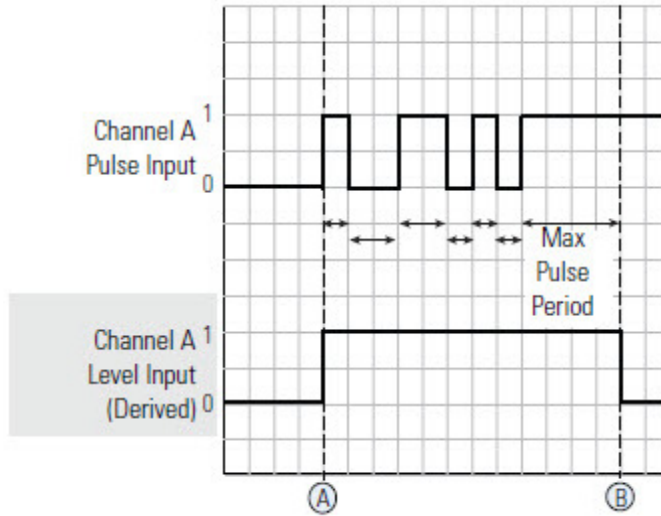 1
Channel A
Pulse Input
0
Max
Pulse
Period
Channel A 1
Level Input
(Derived) 0
A
B